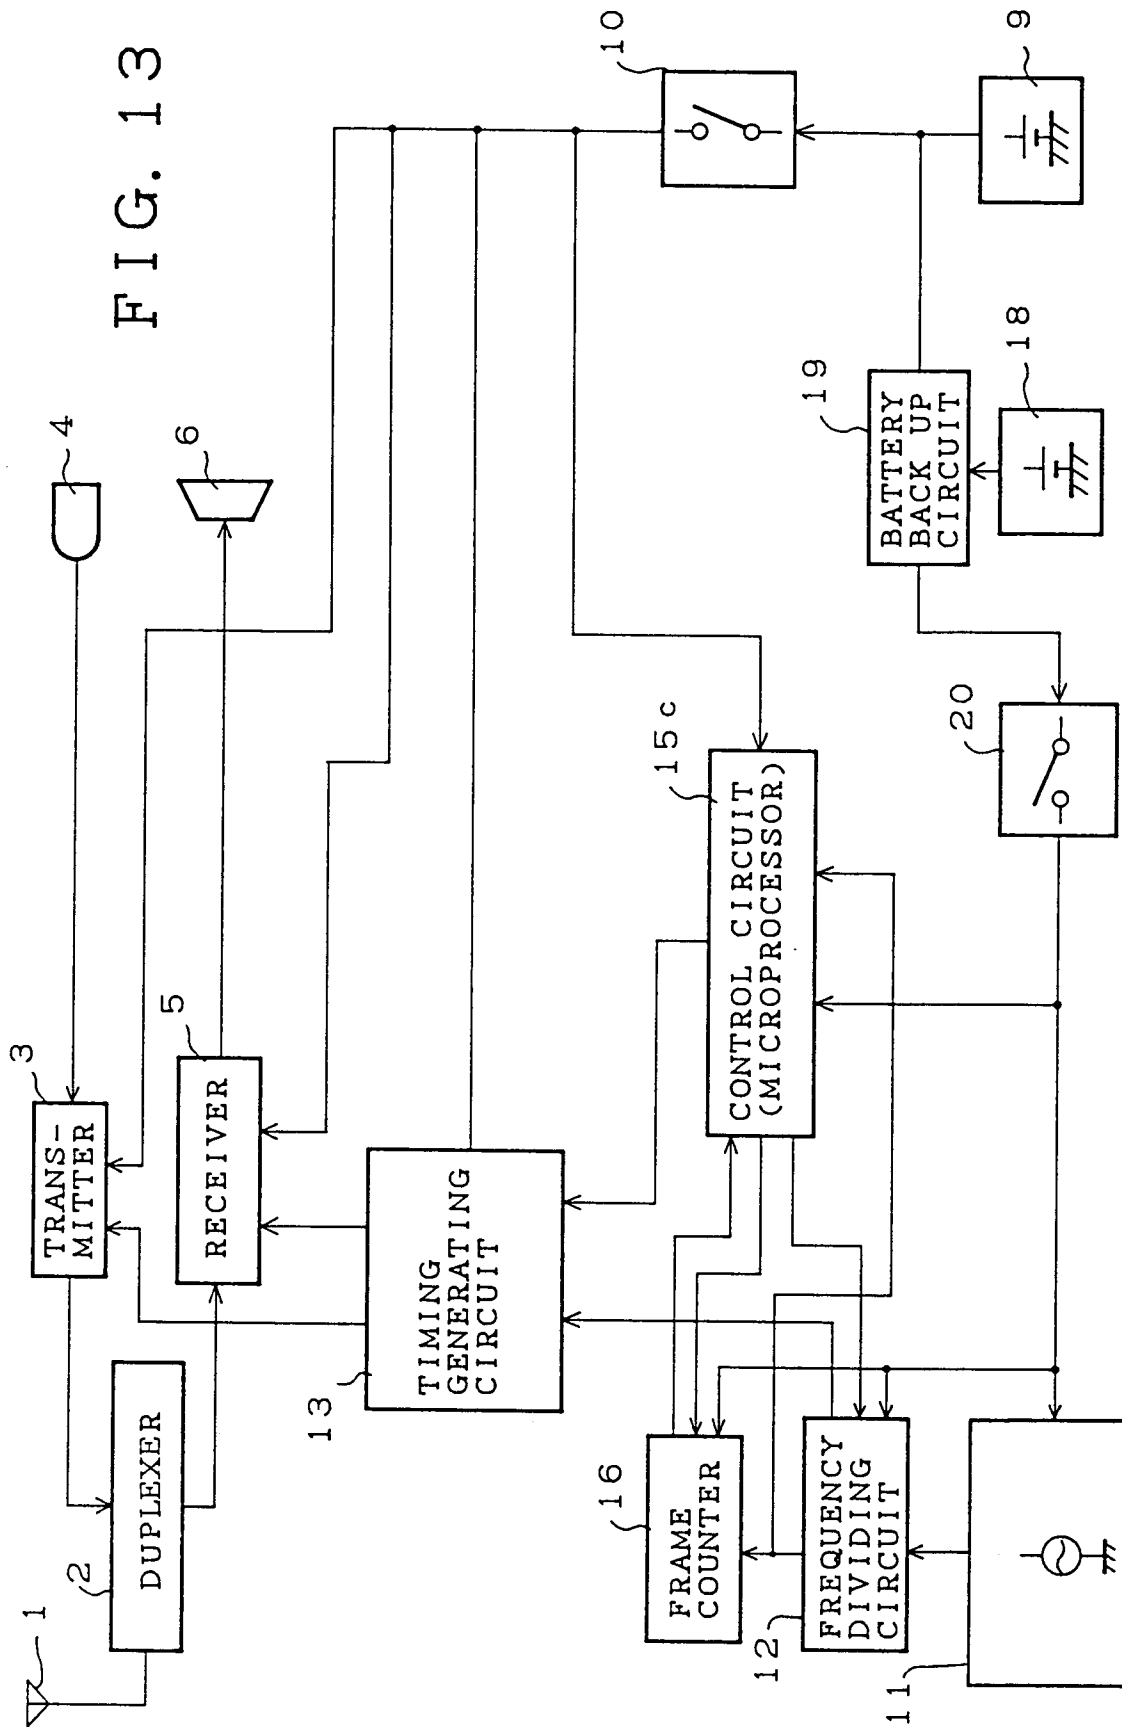 FIG. 13
1
2
DUPLEXER
3
TRANS-
MITTER
4
5
RECEIVER
6
13
TIMING
GENERATING
CIRCUIT
10
9
15c
CONTROL CIRCUIT
(MICROPROCESSOR)
16
FRAME
COUNTER
12
FREQUENCY
DIVIDING
CIRCUIT
11
20
19
BATTERY
BACK UP
CIRCUIT
18